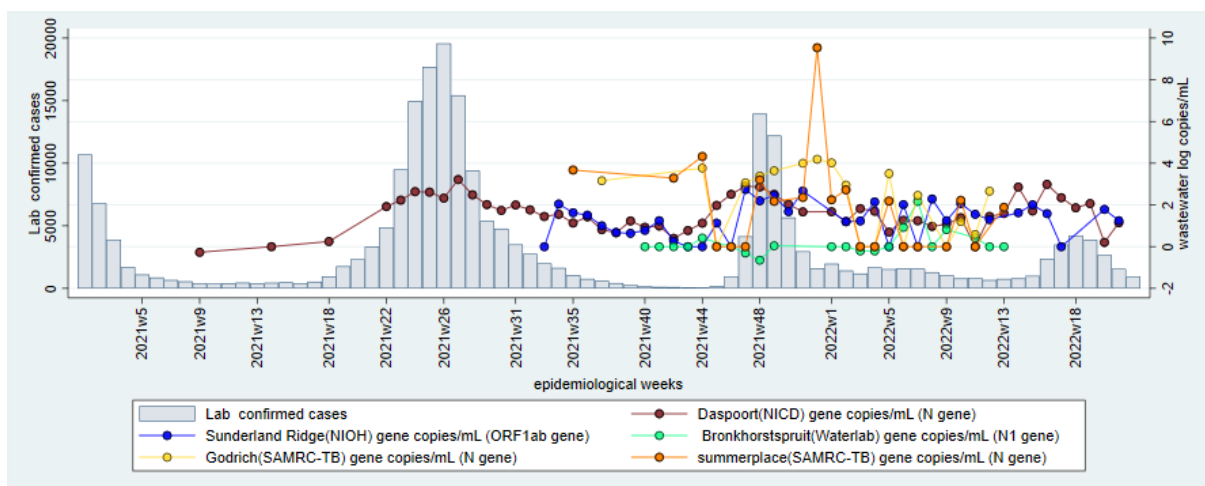 Lab confirmed cases
20000
15000
10000
5000
0
wastewater log copies/mL
10
8
6
4
2
0
-2
2021w5
2021w9
2021w13
2021w18
2021w22
2021w26
2021w31
2021w35
2021w40
2021w44
2021w48
2022w1
2022w5
2022w9
2022w13
2022w18
epidemiological weeks
Lab confirmed cases
Daspoort(NICD) gene copies/mL (N gene)
Sunderland Ridge(NIOH) gene copies/mL (ORF1ab gene)
Bronkhorstspruit(Waterlab) gene copies/mL (N1 gene)
Godrich(SAMRC-TB) gene copies/mL (N gene)
summerplace(SAMRC-TB) gene copies/mL (N gene)